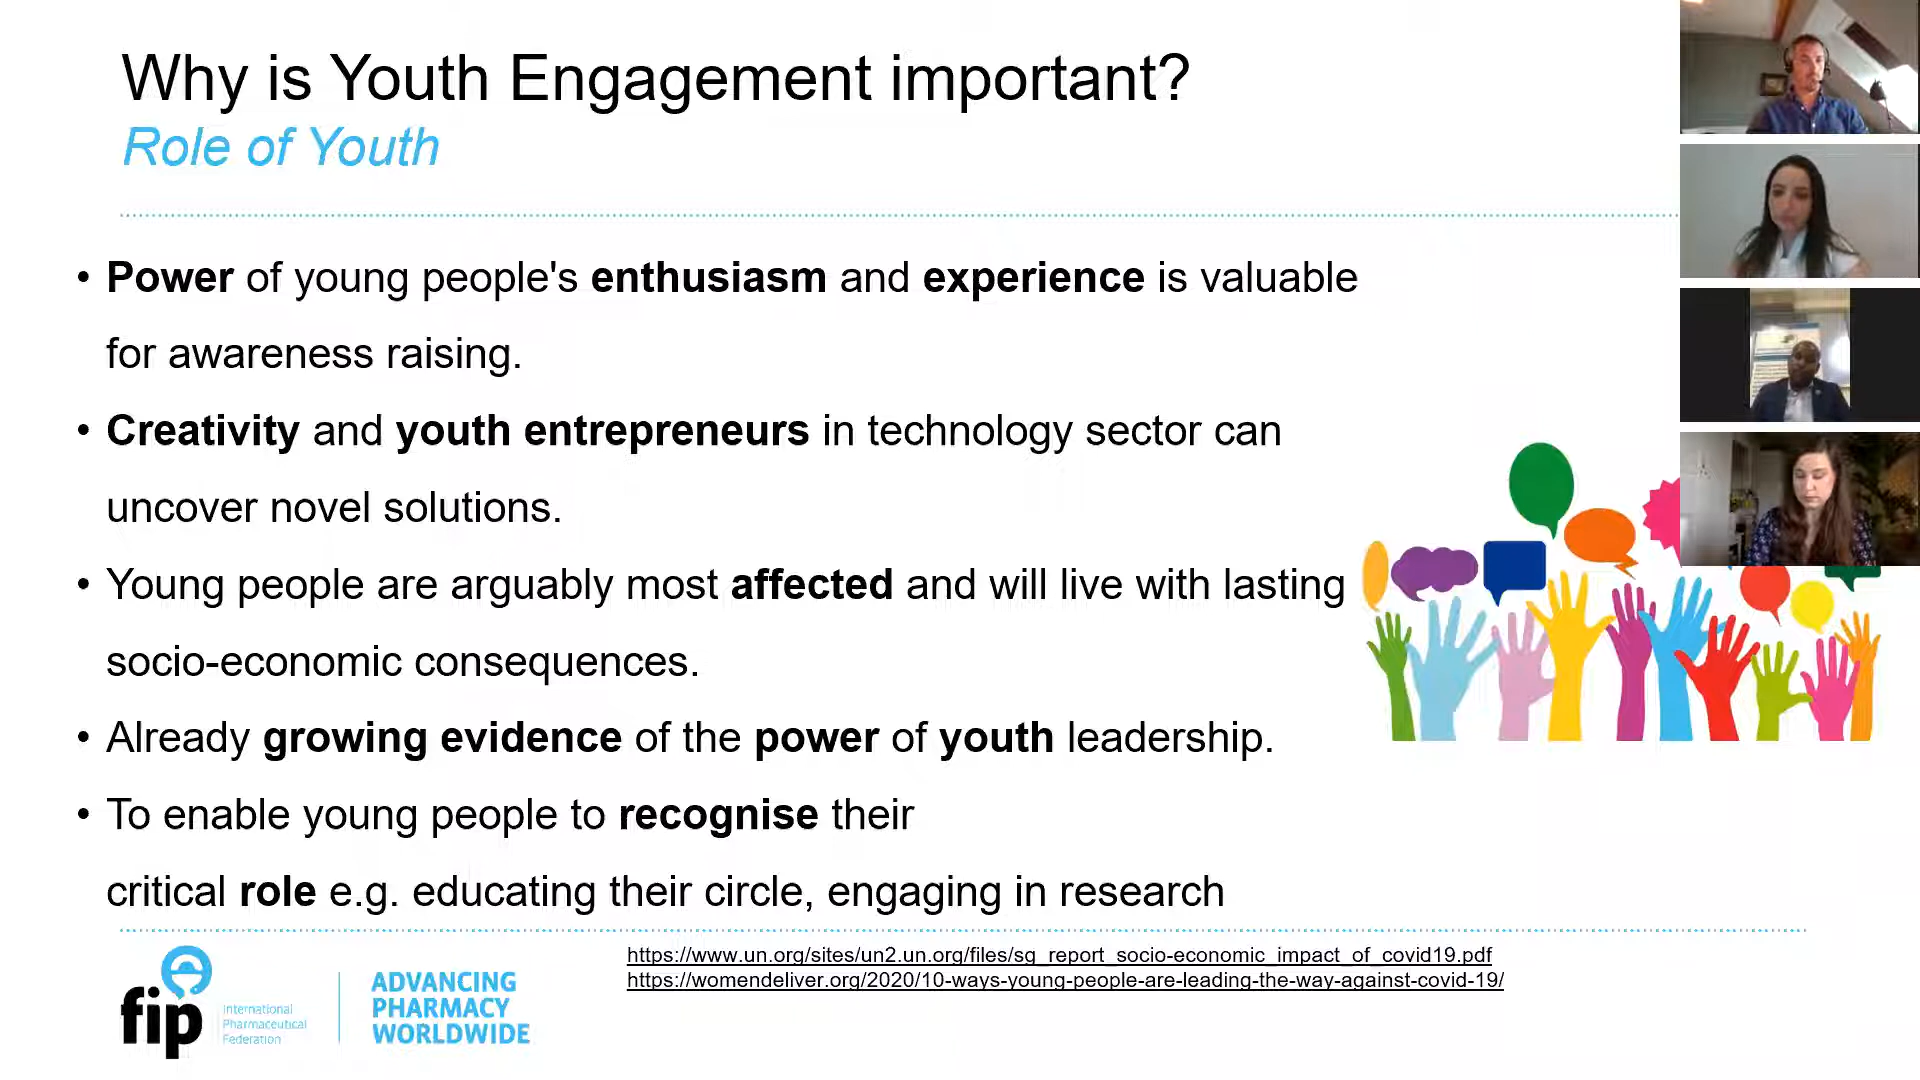 Why is Youth Engagement important?
Role of Youth
• Power of young people's enthusiasm and experience is valuable
for awareness raising.
• Creativity and youth entrepreneurs in technology sector can
uncover novel solutions.
• Young people are arguably most affected and will live with lasting
socio-economic consequences.
• Already growing evidence of the power of youth leadership.
• To enable young people to recognise their
critical role e.g. educating their circle, engaging in research
https://www.un.org/sites/un2.un.org/files/sg_report_socio-economic_impact_of_covid19.pdf
https://womendeliver.org/2020/10-ways-young-people-are-leading-the-way-against-covid-19/
fip
International
Pharmaceutical
Federation
ADVANCING
PHARMACY
WORLDWIDE